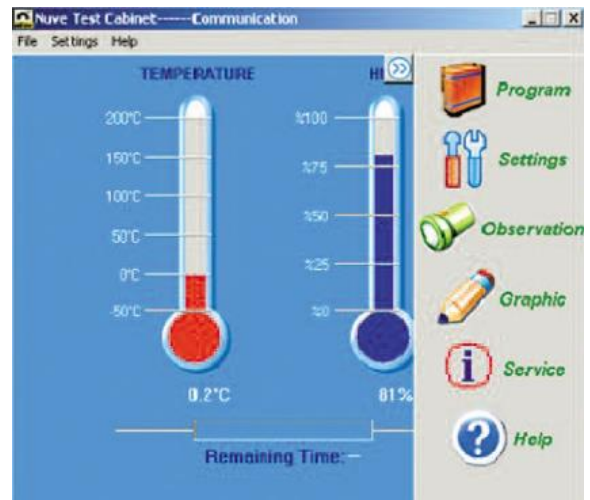 Nuve Test Cabinet------Communication
File Settings Help
TEMPERATURE
200°C
150°C
100°C
50°C
0°C
-50°C
0.2°C
%100
%75
%50
%25
%0
81%
Remaining Time:--
Program
Settings
Observation
Graphic
Service
Help